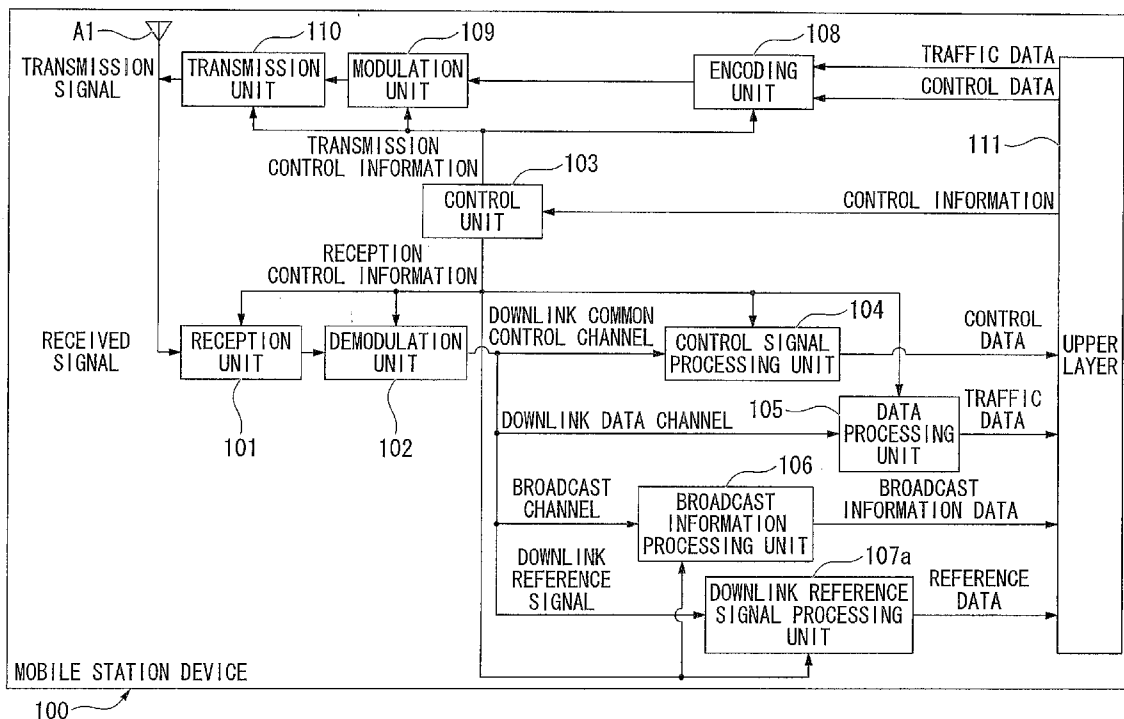 A1
110
109
108
TRANSMISSION
SIGNAL
TRANSMISSION
UNIT
MODULATION
UNIT
ENCODING
UNIT
TRAFFIC DATA
CONTROL DATA
TRANSMISSION
CONTROL INFORMATION
111
103
CONTROL
UNIT
CONTROL INFORMATION
RECEPTION
CONTROL INFORMATION
RECEIVED
SIGNAL
RECEPTION
UNIT
101
DEMODULATION
UNIT
102
DOWNLINK COMMON
CONTROL CHANNEL
104
CONTROL SIGNAL
PROCESSING UNIT
CONTROL
DATA
UPPER
LAYER
DOWNLINK DATA CHANNEL
105
DATA
PROCESSING
UNIT
TRAFFIC
DATA
BROADCAST
CHANNEL
106
BROADCAST
INFORMATION
PROCESSING UNIT
BROADCAST
INFORMATION DATA
DOWNLINK
REFERENCE
SIGNAL
107a
DOWNLINK REFERENCE
SIGNAL PROCESSING
UNIT
REFERENCE
DATA
MOBILE STATION DEVICE
100